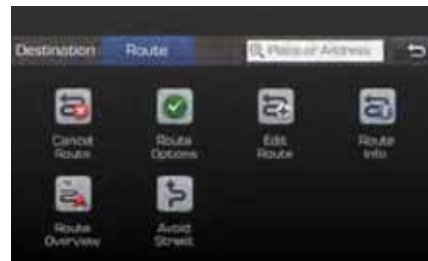 Destination
Route
Place or Address
Cancel
Route
Route
Options
Edit
Route
Route
Info
Route
Overview
Avoid
Street